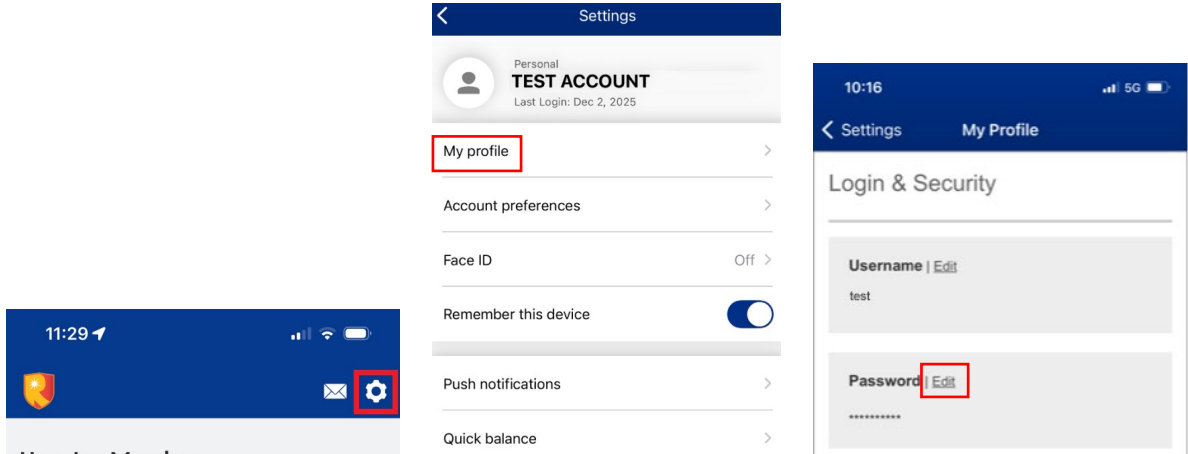 11:29
Settings
Personal
TEST ACCOUNT
Last Login: Dec 2, 2025
My profile
Account preferences
Face ID
Off
Remember this device
Push notifications
Quick balance
10:16
5G
Settings
My Profile
Login & Security
Username | Edit
test
Password | Edit
**********